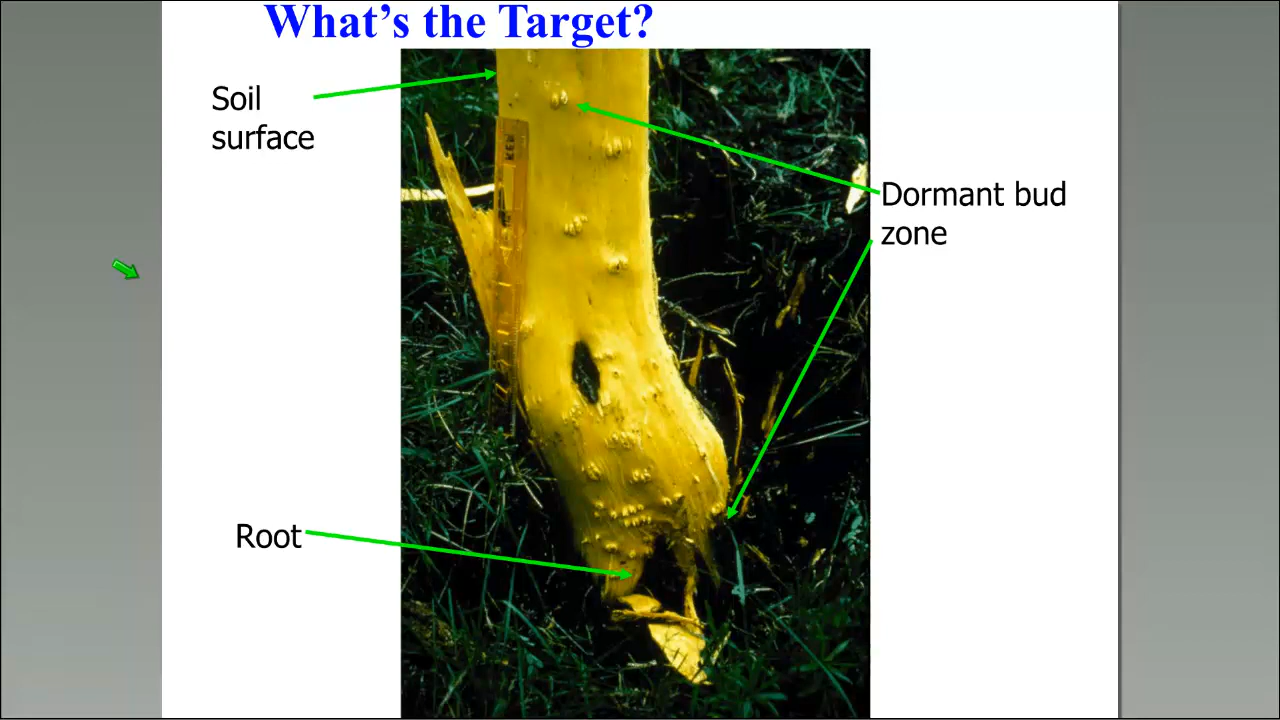 What's the Target?
Soil
surface
Dormant bud
zone
Root